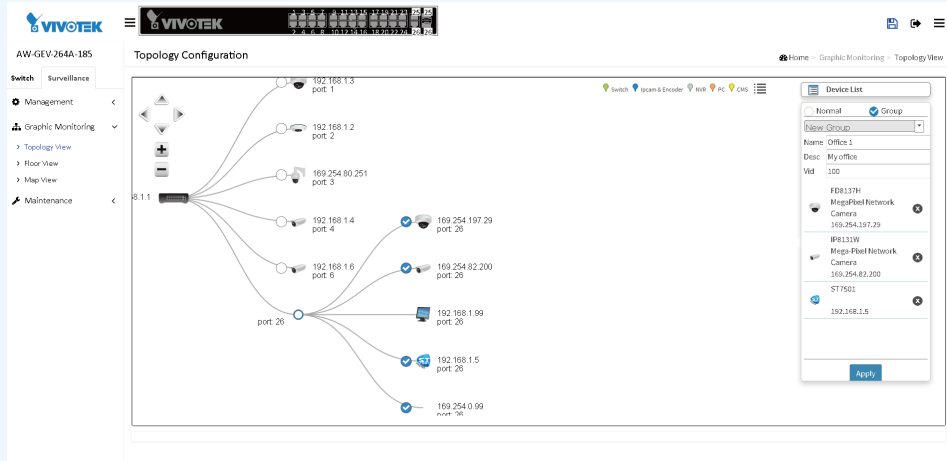 VIVOTEK
VIVOTEK
1 3 5 7 9 11 13 15 17 19 21 23 25 25
2 4 6 8 10 12 14 16 18 20 22 24 26 26
AW-GEV-264A-185
Switch
Surveillance
Management
Graphic Monitoring
Topology View
Floor View
Map View
Maintenance
Topology Configuration
Home > Graphic Monitoring > Topology View
Switch
Ipcam & Encoder
NVR
PC
CMS
192.168.1.3
port: 1
192.168.1.2
port: 2
169.254.80.251
port: 3
8.1.1
192.168.1.4
port: 4
192.168.1.6
port: 6
port: 26
169.254.197.29
port: 26
169.254.82.200
port: 26
192.168.1.99
port: 26
192.168.1.5
port: 26
169.254.0.99
port: 26
Device List
Normal
Group
New Group
Name Office 1
Desc My office
Vid 100
FD8137H
MegaPixel Network
Camera
169.254.197.29
IP8131W
Mega-Pixel Network
Camera
169.254.82.200
ST7501
192.168.1.5
Apply